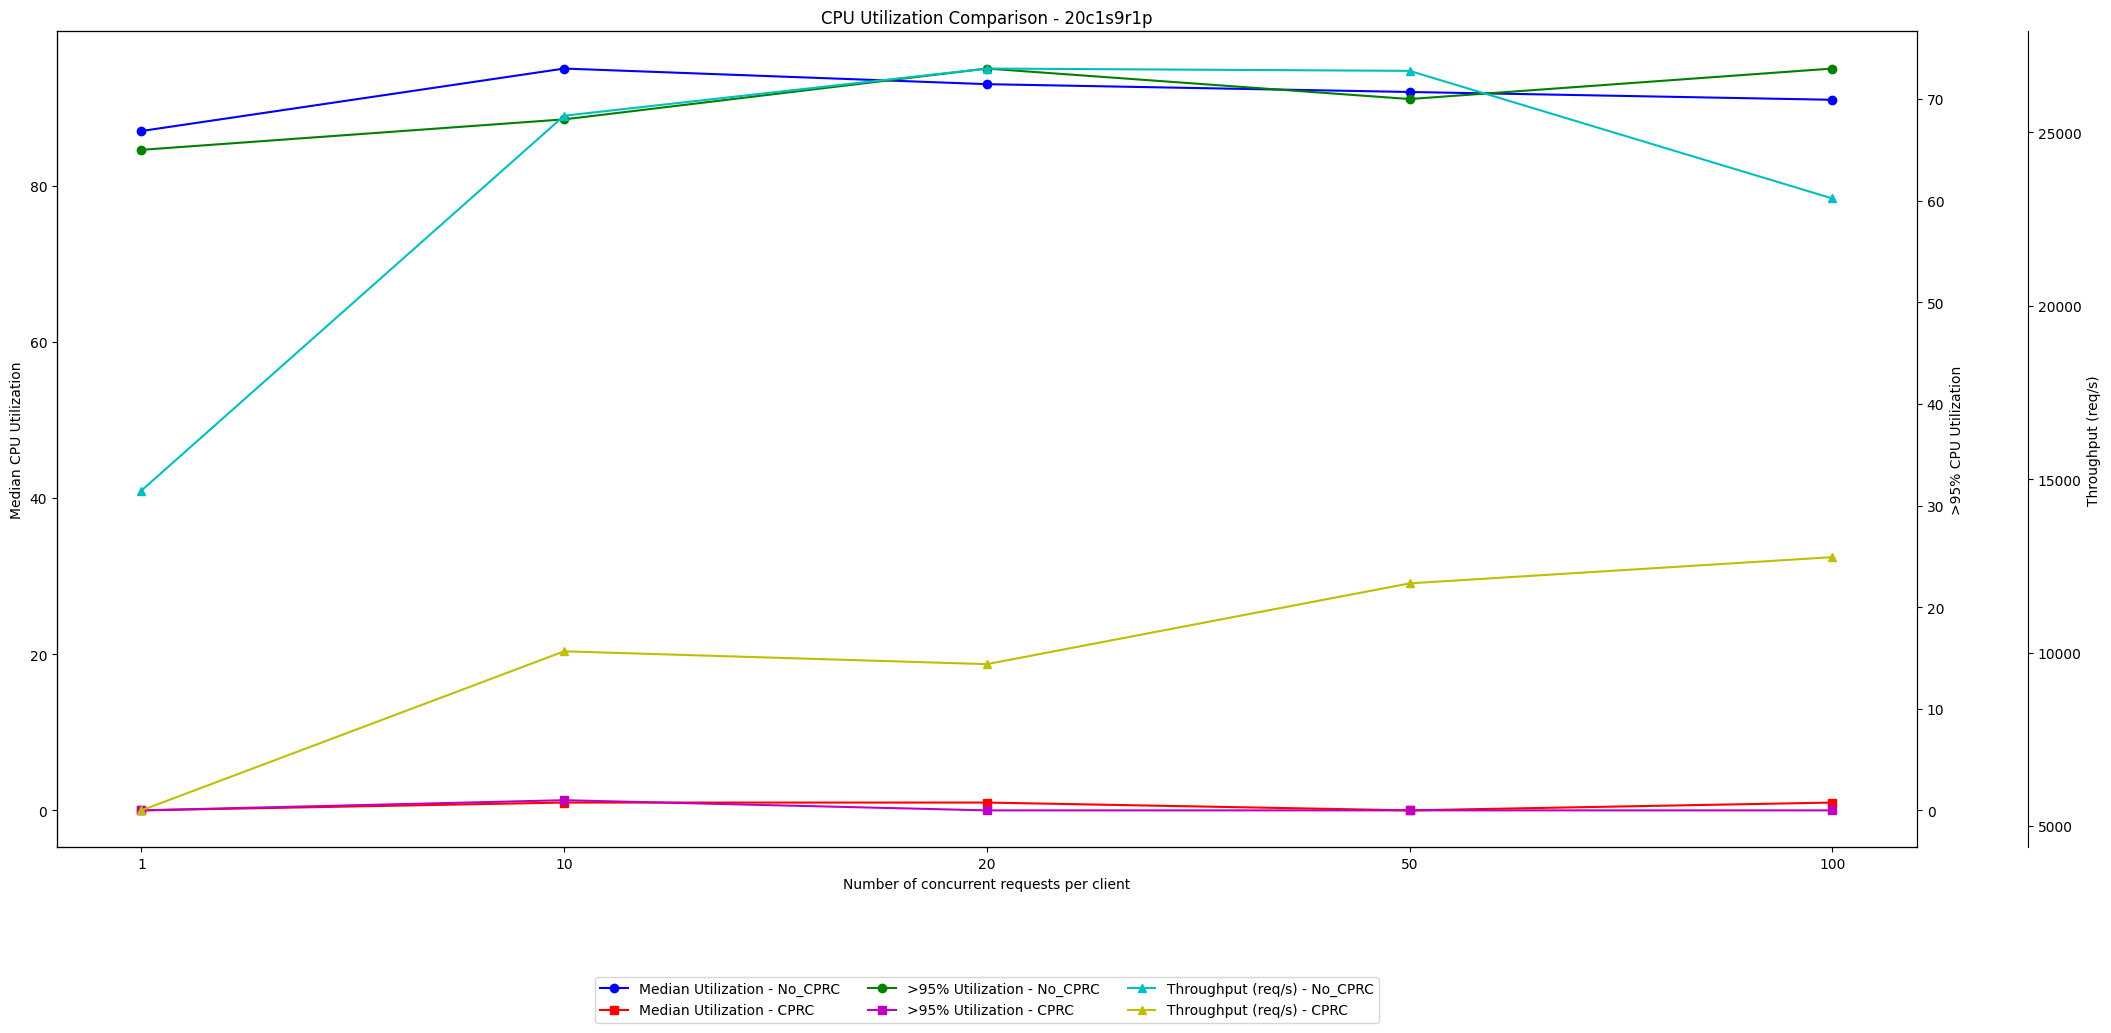 CPU Utilization Comparison - 20c1s9r1p
Median CPU Utilization
80
60
40
20
0
1
10
20
50
100
Number of concurrent requests per client
70
60
50
40
30
20
10
0
>95% CPU Utilization
25000
20000
15000
10000
5000
Throughput (req/s)
Median Utilization - No_CPRC
Median Utilization - CPRC
>95% Utilization - No_CPRC
>95% Utilization - CPRC
Throughput (req/s) - No_CPRC
Throughput (req/s) - CPRC